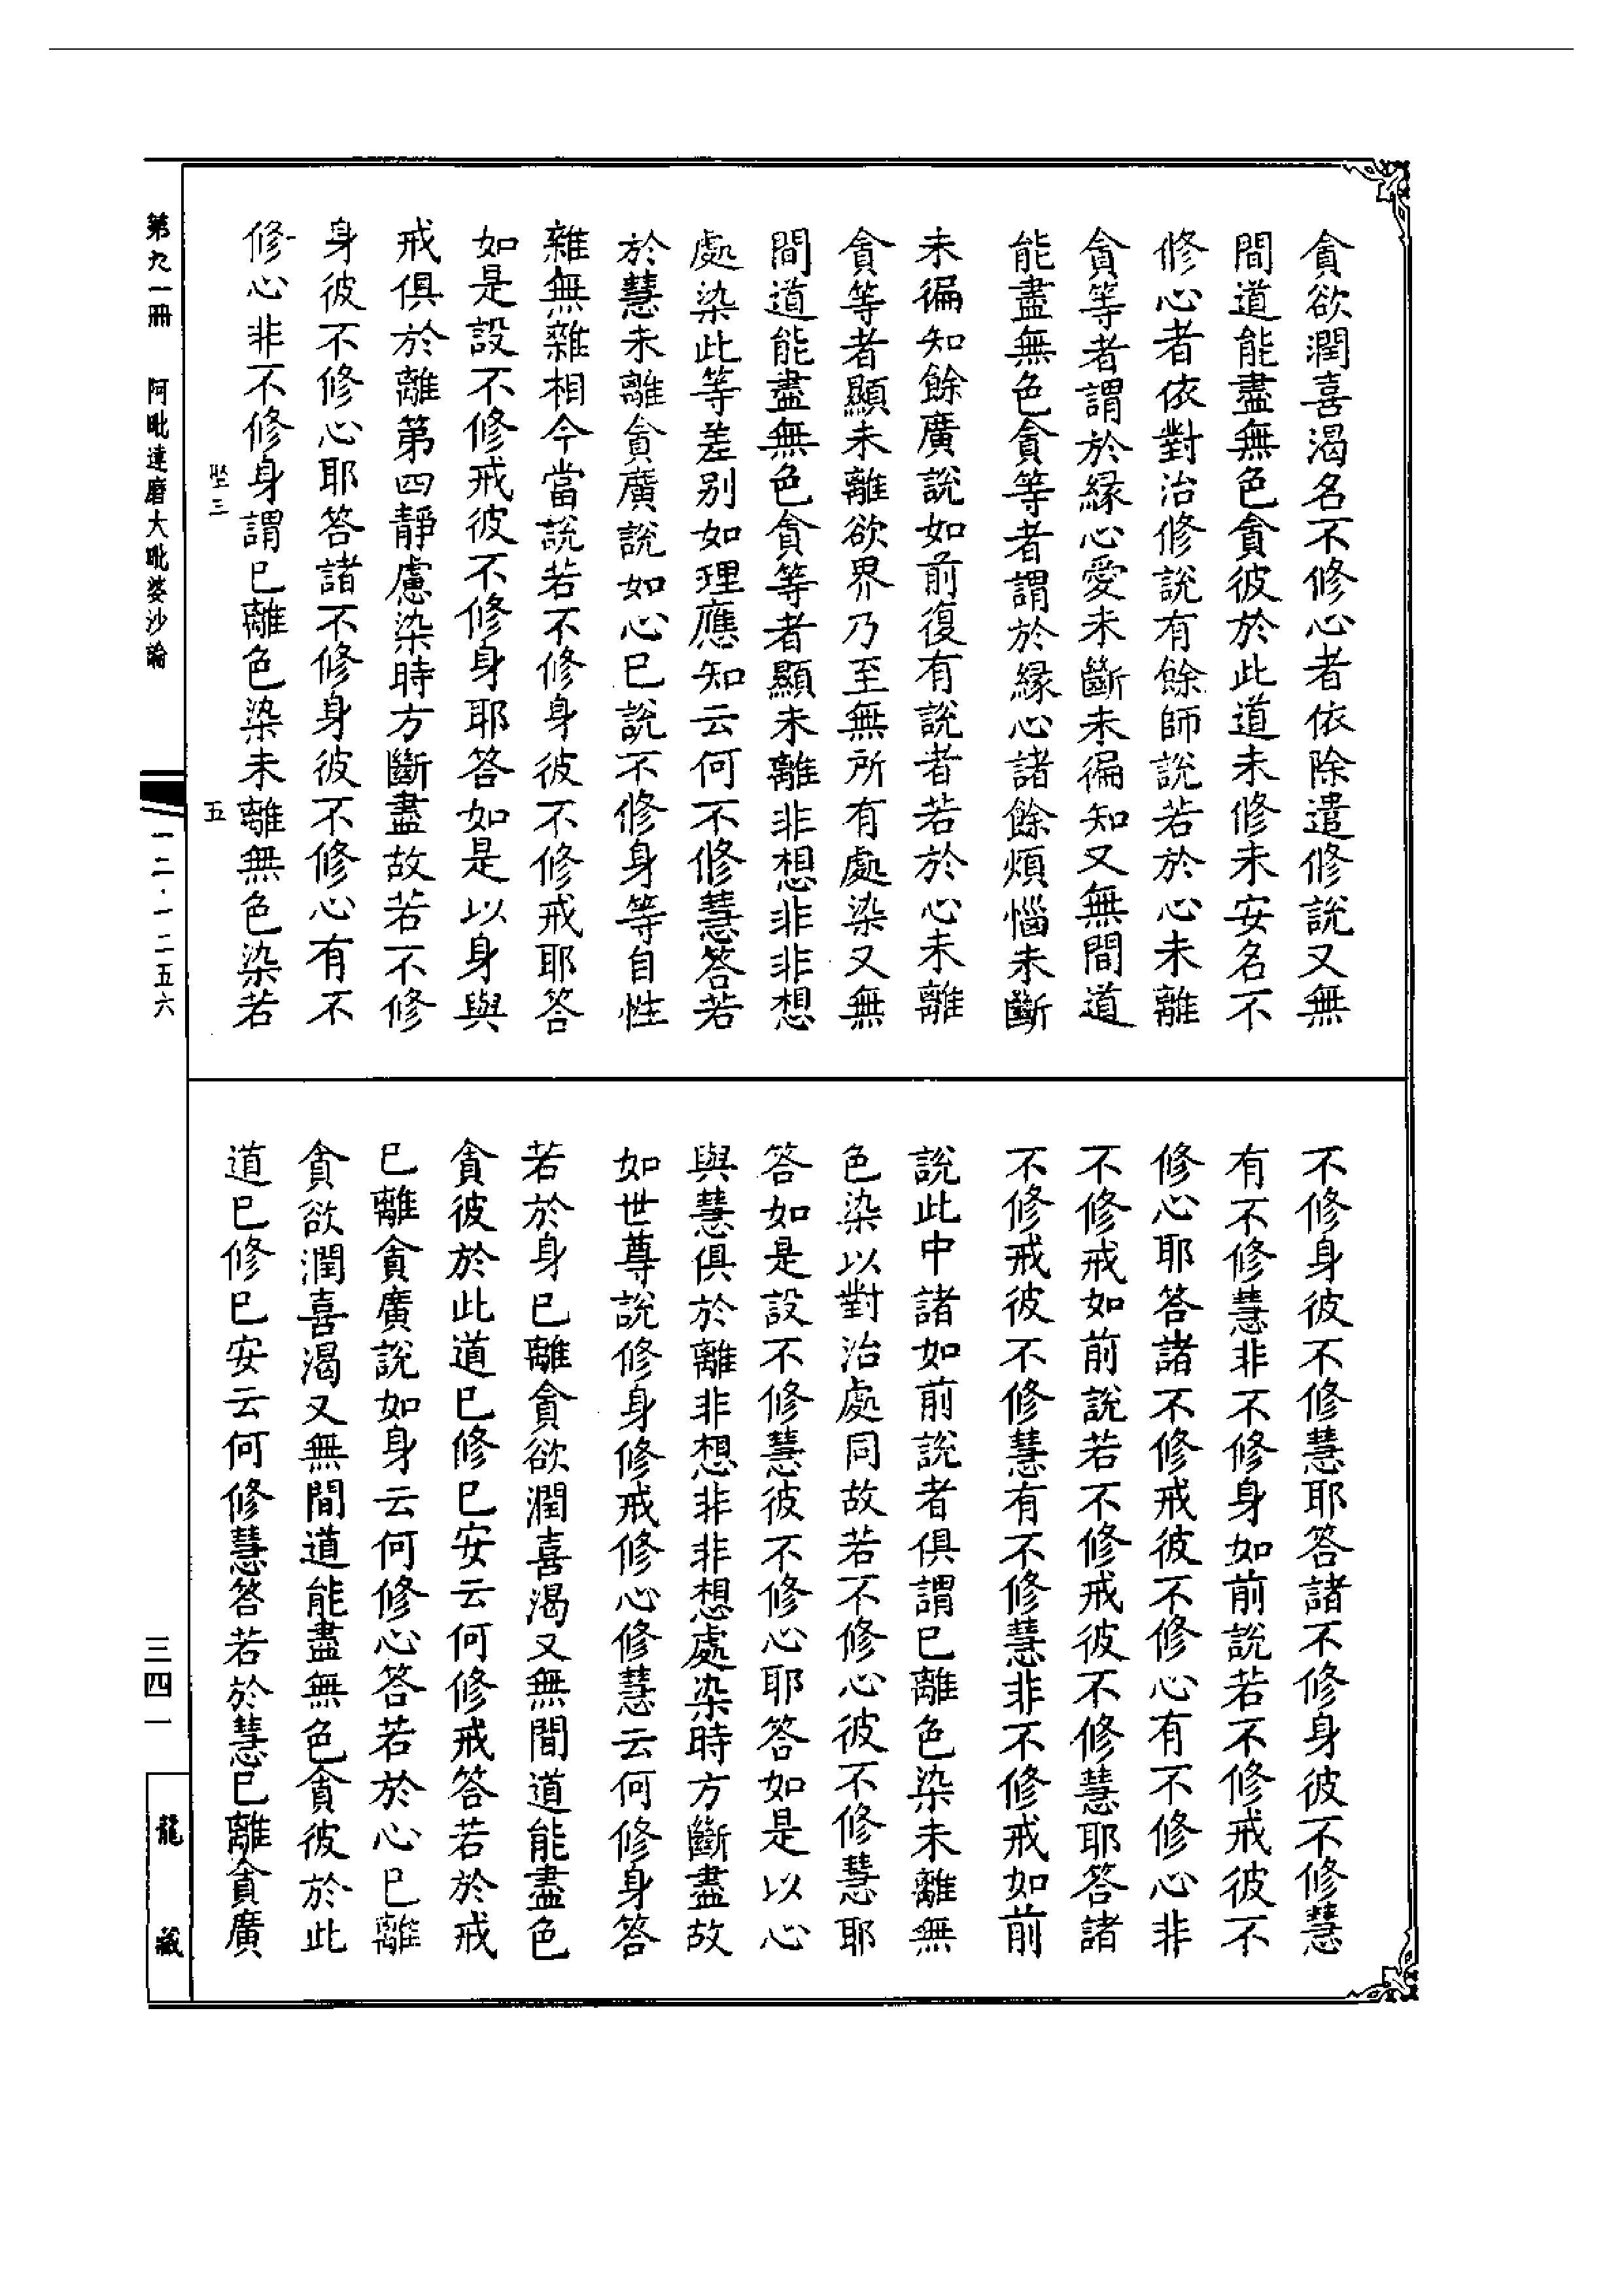 貪欲潤喜渴名不修心者依除遣修說又無
間道能盡無色貪彼於此道未修未安名不
修心者依對治修說有餘師說若於心未離
貪等者謂於緣心愛未斷未徧知又無間道
能盡無色貪等者謂於緣心諸餘煩惱未斷
未徧知餘廣說如前復有說者若於心未離
貪等者顯未離欲界乃至無所有處染又無
間道能盡無色貪等者顯未離非想非非想
處染此等差别如理應知云何不修慧答若
於慧未離貪廣說如心已說不修身等自性
雜無雜相今當說若不修身彼不修戒耶答
如是設不修戒彼不修身耶答如是以身與
戒俱於離第四靜慮染時方斷盡故若不修
身彼不修心耶答諸不修身彼不修心有不
修心非不修身謂已離色染未離無色染若
不修身彼不修慧耶答諸不修身彼不修慧
有不修慧非不修身如前說若不修戒彼不
修心耶答諸不修戒彼不修心有不修心非
不修戒如前說若不修戒彼不修慧耶答諸
不修戒彼不修慧有不修慧非不修戒如前
說此中諸如前說者俱謂已離色染未離無
色染以對治處同故若不修心彼不修慧耶
答如是設不修慧彼不修心耶答如是以心
與慧俱於離非想非非想處染時方斷盡故
如世尊說修身修戒修心修慧云何修身答
若於身已離貪欲潤喜渴又無間道能盡色
貪彼於此道已修已安云何修戒答若於戒
已離貪廣說如身云何修心答若於心已離
貪欲潤喜渴又無間道能盡無色貪彼於此
道已修已安云何修慧答若於慧已離貪廣
堅三
五
第九一冊 阿毗達磨大毗婆沙論
一二·一二五六
三四一
龍藏